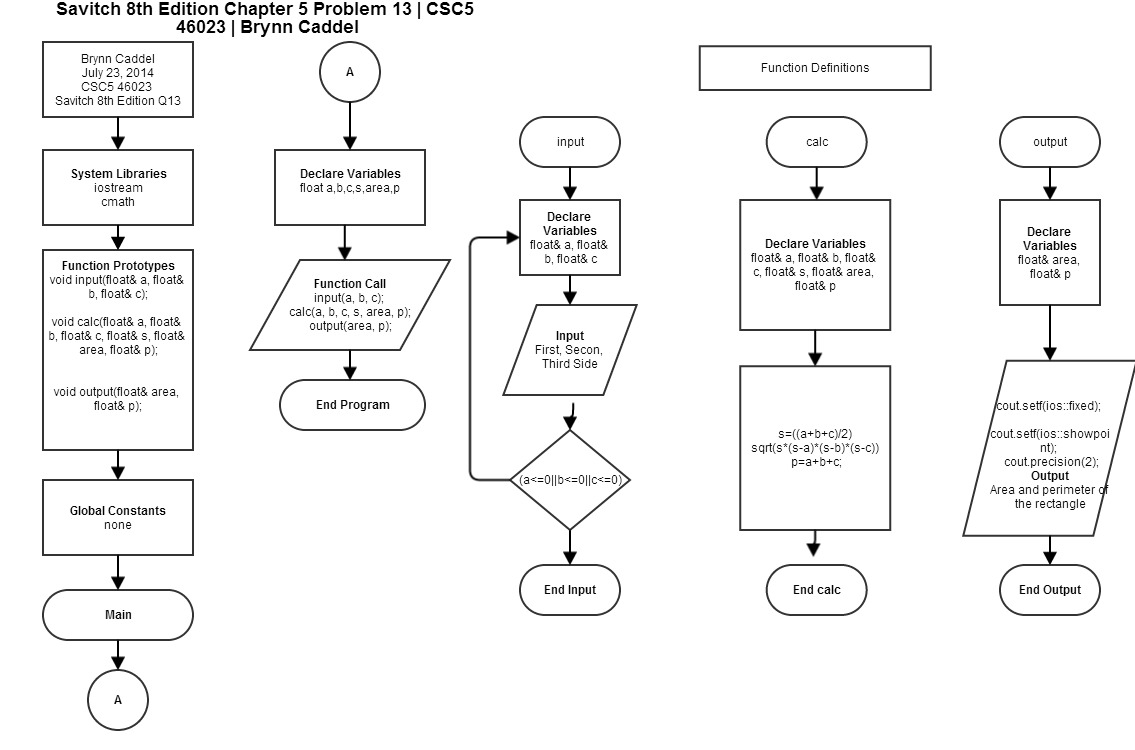 Savitch 8th Edition Chapter 5 Problem 13 | CSC5
46023 | Brynn Caddel
Brynn Caddel
July 23, 2014
CSC5 46023
Savitch 8th Edition Q13
System Libraries
iostream
cmath
Function Prototypes
void input(float& a, float&
b, float& c);
void calc(float& a, float&
b, float& c, float& s, float&
area, float& p);
void output(float& area,
float& p);
Global Constants
none
Main
A
A
Declare Variables
float a,b,c,s,area,p
Function Call
input(a, b, c);
calc(a, b, c, s, area, p);
output(area, p);
End Program
Function Definitions
input
Declare
Variables
float& a, float&
b, float& c
Input
First, Secon,
Third Side
(a<=0||b<=0||c<=0)
End Input
calc
Declare Variables
float& a, float& b, float&
c, float& s, float& area,
float& p
s=((a+b+c)/2)
sqrt(s*(s-a)*(s-b)*(s-c))
p=a+b+c;
End calc
output
Declare
Variables
float& area,
float& p
cout.setf(ios::fixed);
cout.setf(ios::showpoi
nt);
cout.precision(2);
Output
Area and perimeter of
the rectangle
End Output